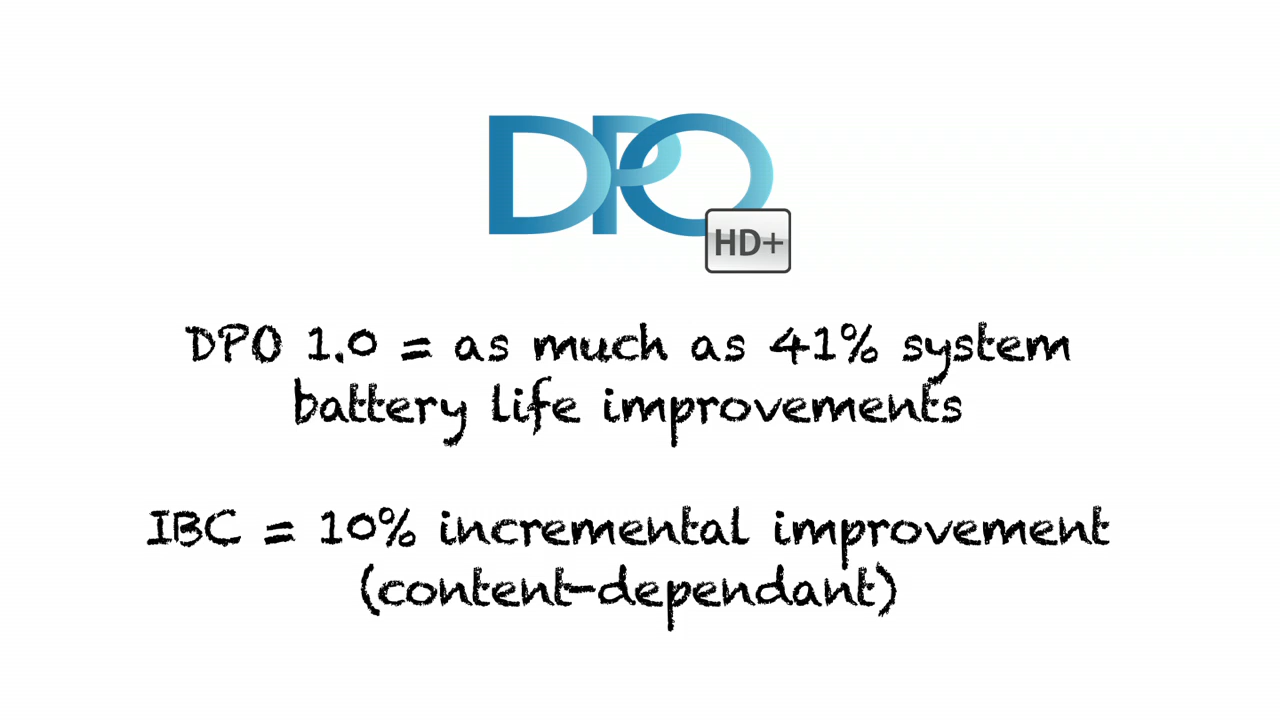 DPO
HD+
DPO 1.0 = as much as 41% system
battery life improvements
IBC = 10% incremental improvement
(content-dependant)